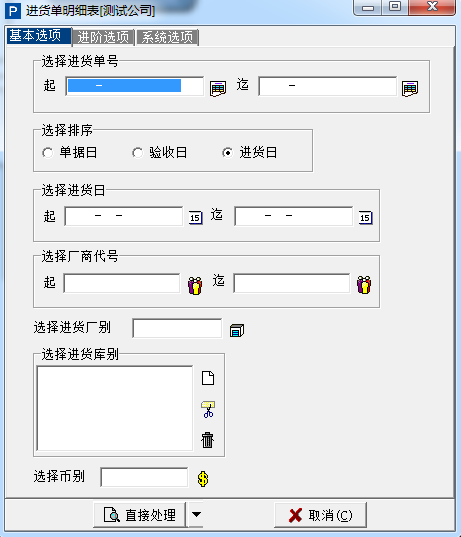 进货单明细表[测试公司]
基本选项 进阶选项 系统选项
选择进货单号
起 － 迄 －
选择排序
单据日 验收日 进货日
选择进货日
起 － － 15 迄 － － 15
选择厂商代号
起 迄
选择进货厂别
选择进货库别
选择币别
直接处理 取消(C)